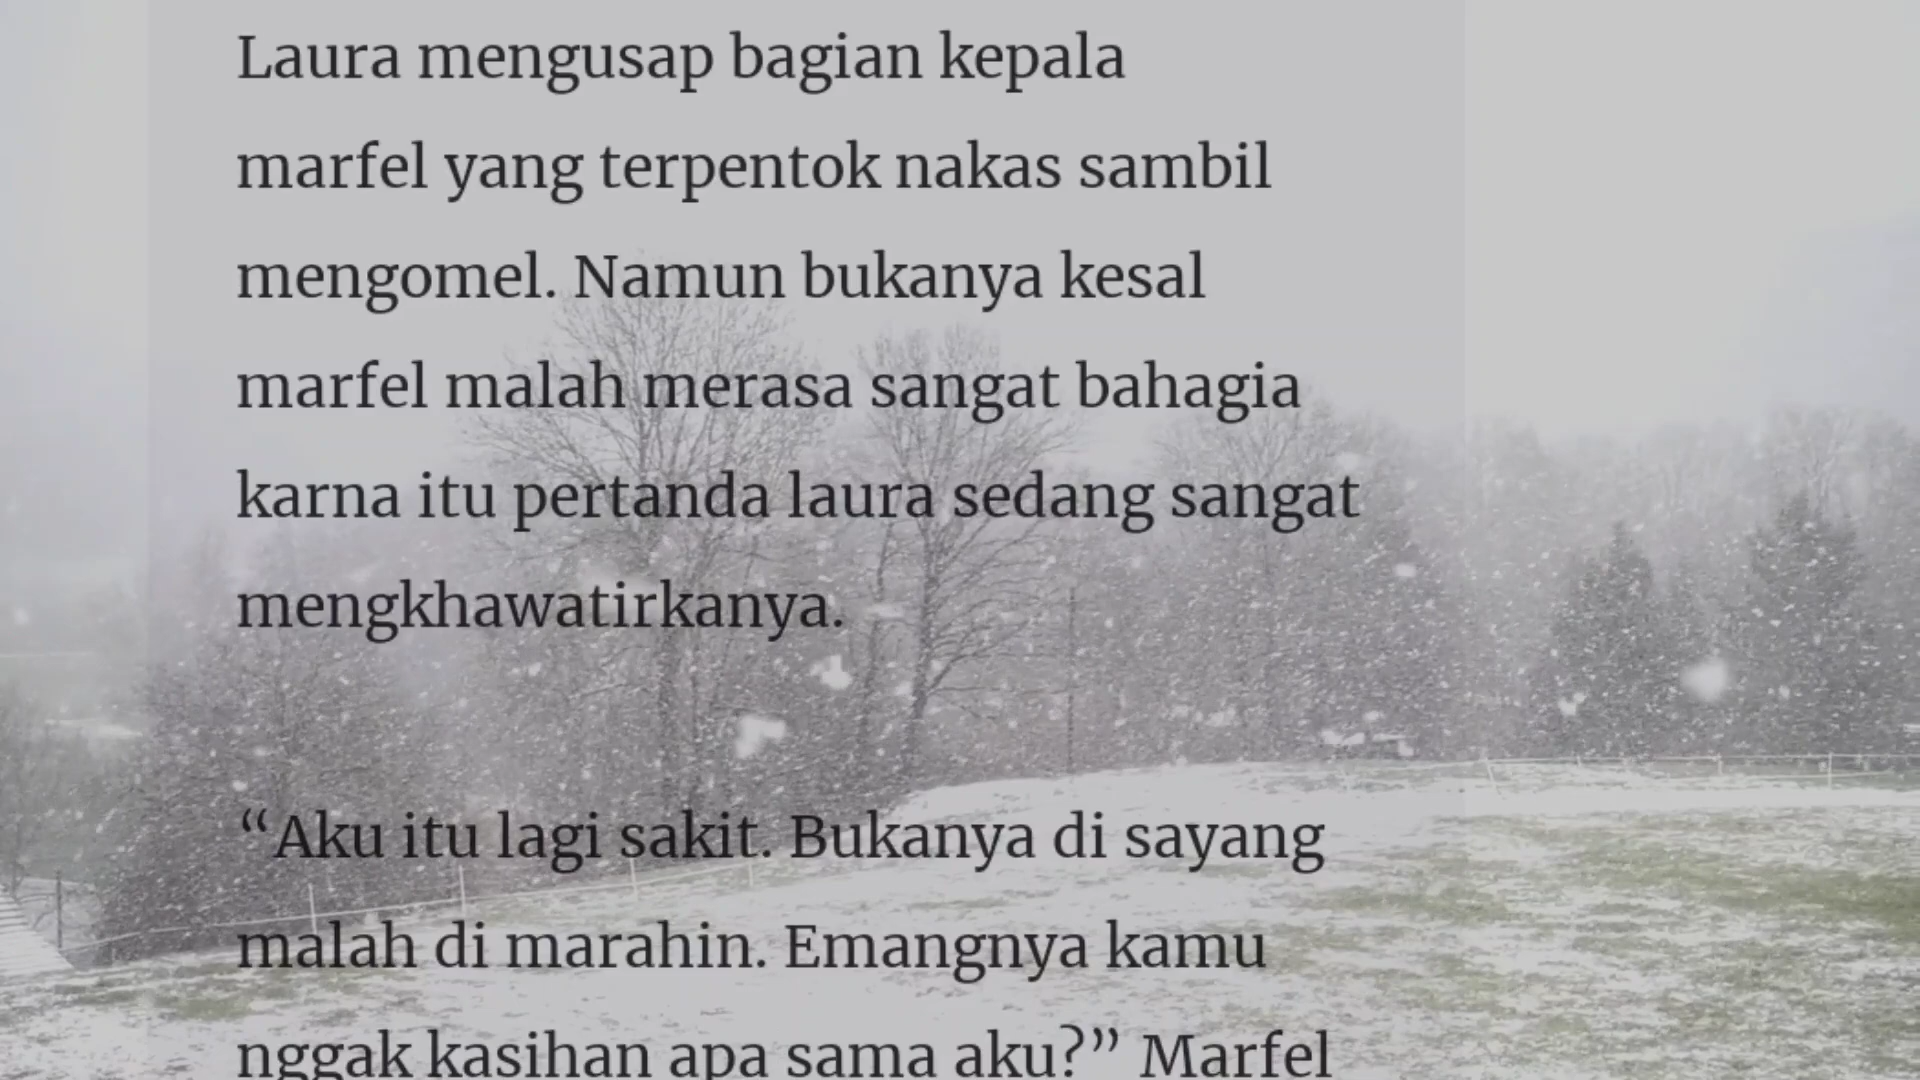 Laura mengusap bagian kepala
marfel yang terpentok nakas sambil
mengomel. Namun bukanya kesal
marfel malah merasa sangat bahagia
karna itu pertanda laura sedang sangat
mengkhawatirkanya.
“Aku itu lagi sakit. Bukanya di sayang
malah di marahin. Emangnya kamu
nggak kasihan apa sama aku?” Marfel